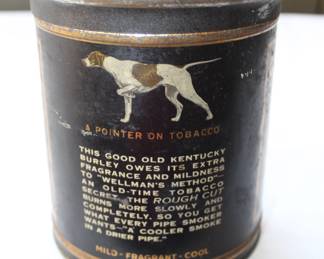 A POINTER ON TOBACCO
THIS GOOD OLD KENTUCKY
BURLEY OWES ITS EXTRA
FRAGRANCE AND MILDNESS
TO "WELLMAN'S METHOD"—
AN OLD-TIME TOBACCO
SECRET. THE ROUGH CUT
BURNS MORE SLOWLY AND
COMPLETELY. SO YOU GET
WHAT EVERY PIPE SMOKER
WANTS—"A COOLER SMOKE
IN A DRIER PIPE."
MILD-FRAGRANT-COOL